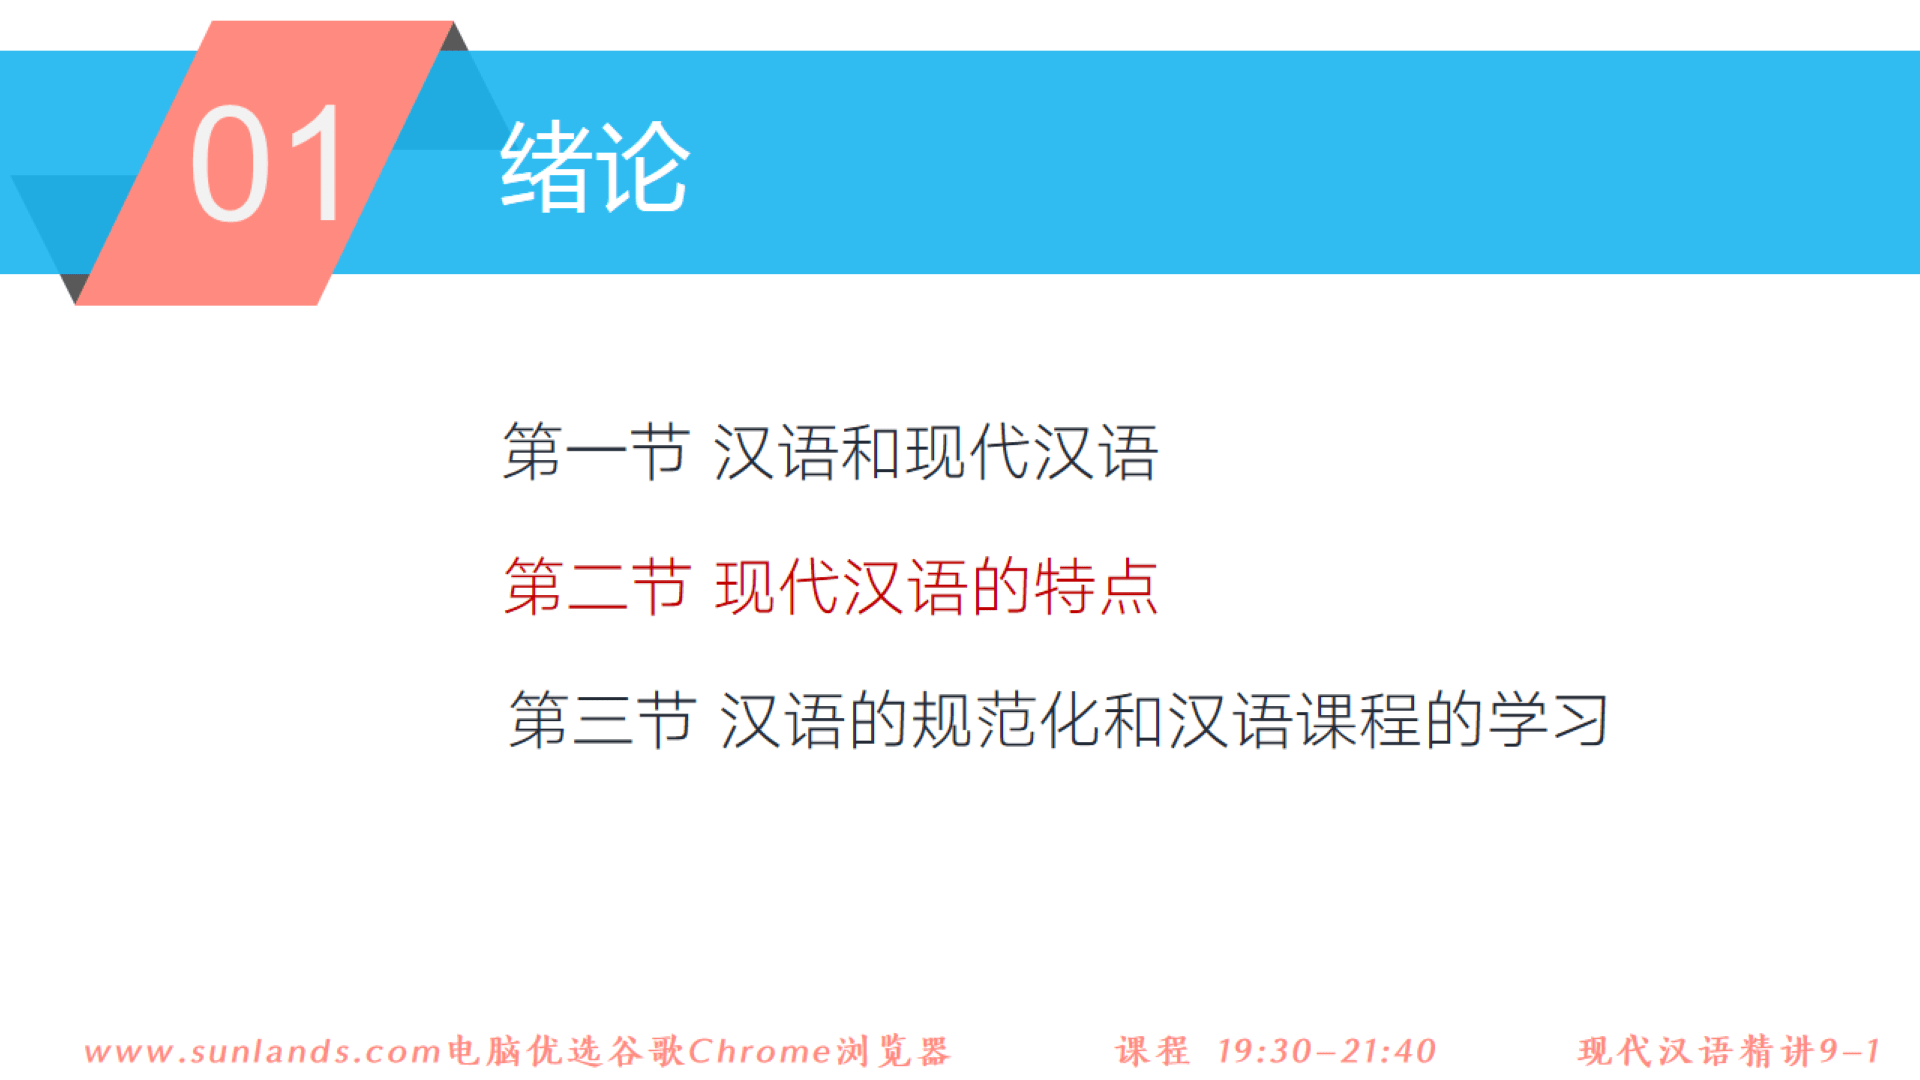 01 绪论
第一节 汉语和现代汉语
第二节 现代汉语的特点
第三节 汉语的规范化和汉语课程的学习
www.sunlands.com电脑优选谷歌Chrome浏览器 课程 19:30-21:40 现代汉语精讲9-1